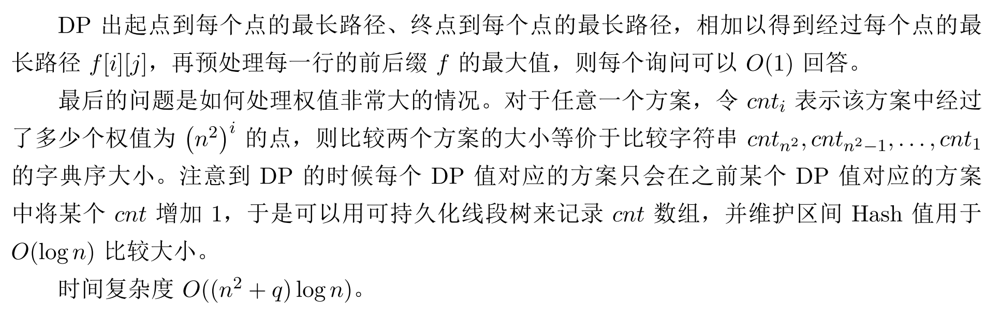 DP 出起点到每个点的最长路径、终点到每个点的最长路径，相加以得到经过每个点的最
长路径 f[i][j]，再预处理每一行的前后缀 f 的最大值，则每个询问可以 O(1) 回答。
最后的问题是如何处理权值非常大的情况。对于任意一个方案，令 cnt_i 表示该方案中经过
了多少个权值为 (n^2)^i 的点，则比较两个方案的大小等价于比较字符串 cnt_{n^2}, cnt_{n^2-1}, ..., cnt_1
的字典序大小。注意到 DP 的时候每个 DP 值对应的方案只会在之前某个 DP 值对应的方案
中将某个 cnt 增加 1，于是可以用可持久化线段树来记录 cnt 数组，并维护区间 Hash 值用于
O(log n) 比较大小。
时间复杂度 O((n^2 + q) log n)。